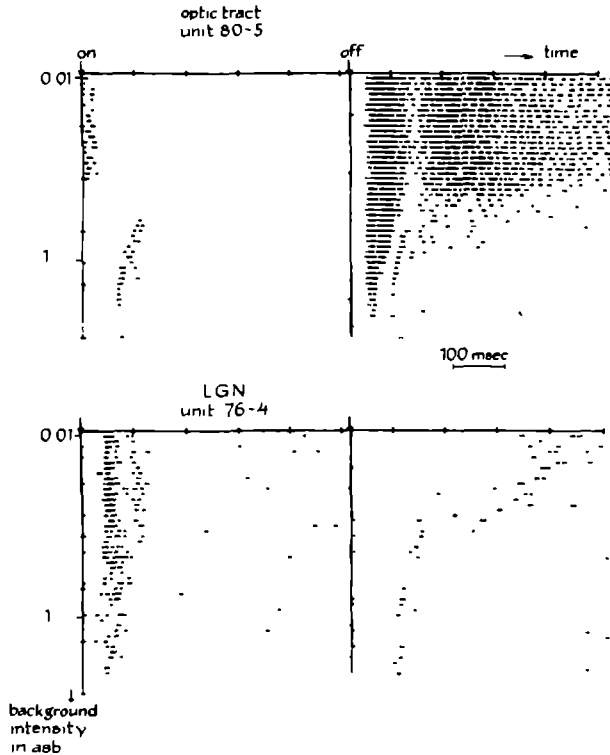 optic tract
unit 80-5
on
off
→ time
0 01
1
100 msec
LGN
unit 76-4
0 01
1
background
intensity
in asb